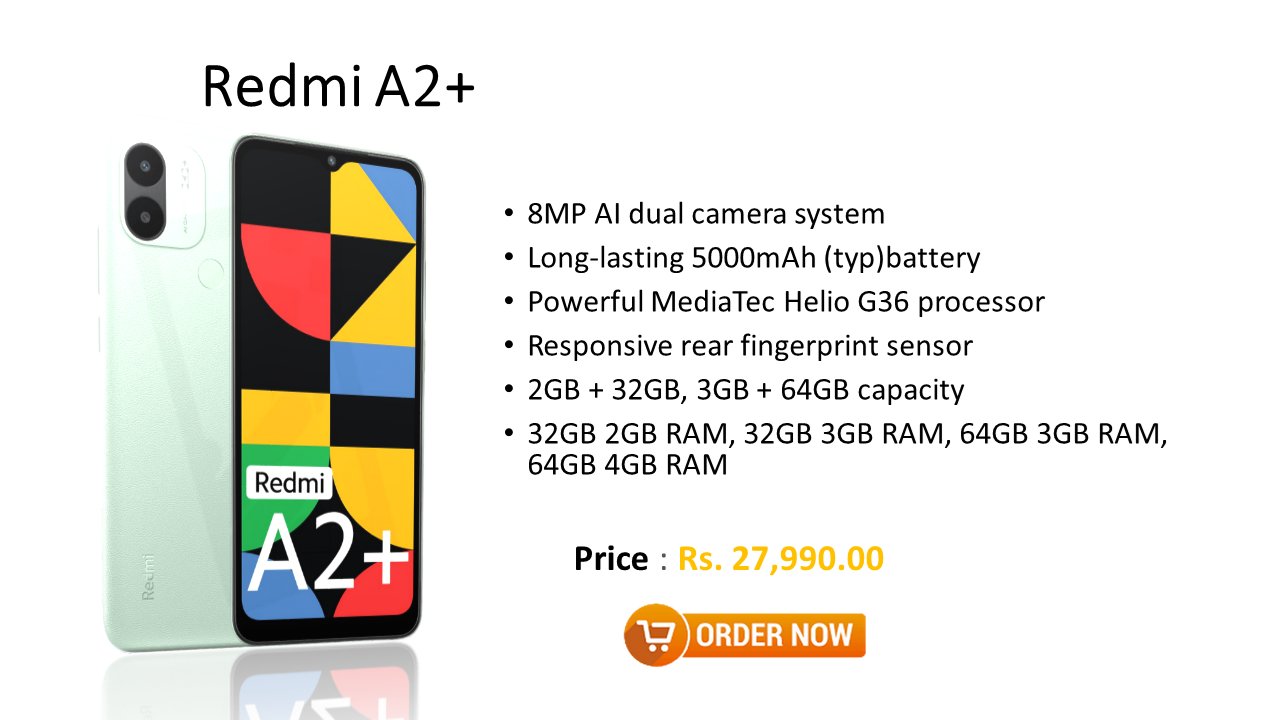 Redmi A2+
• 8MP AI dual camera system
• Long-lasting 5000mAh (typ)battery
• Powerful MediaTec Helio G36 processor
• Responsive rear fingerprint sensor
• 2GB + 32GB, 3GB + 64GB capacity
• 32GB 2GB RAM, 32GB 3GB RAM, 64GB 3GB RAM,
64GB 4GB RAM
Redmi
A2+
Redmi
Price : Rs. 27,990.00
ORDER NOW